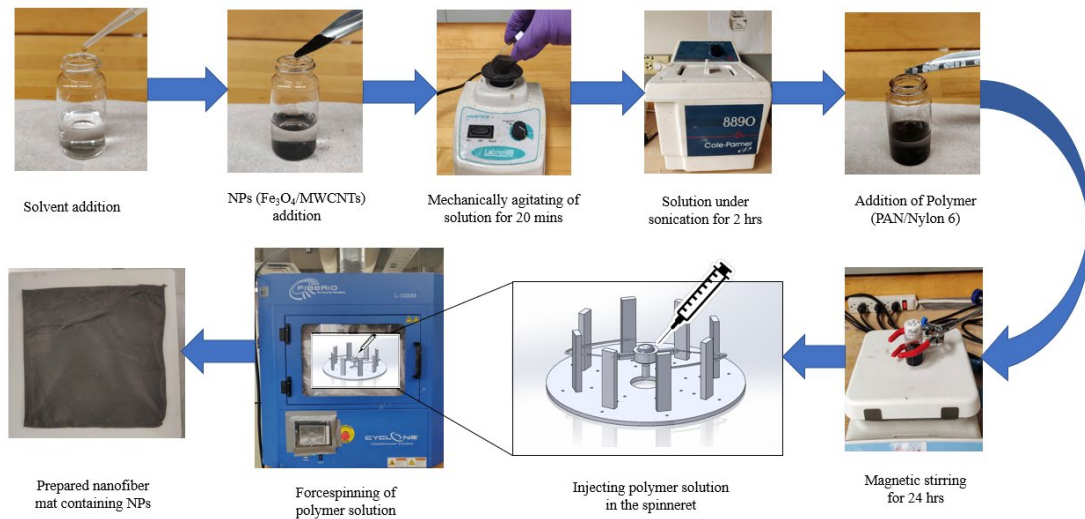 Solvent addition
NPs (Fe₃O₄/MWCNTs)
addition
Mechanically agitating of
solution for 20 mins
8890
Cole-Parmer
Solution under
sonication for 2 hrs
Addition of Polymer
(PAN/Nylon 6)
Prepared nanofiber
mat containing NPs
FIBERIO
L-1000M
CYCLONE
Forcespinning of
polymer solution
Injecting polymer solution
in the spinneret
Magnetic stirring
for 24 hrs